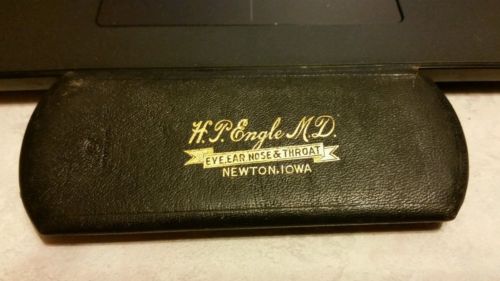 H.P. Engle M.D.
EYE, EAR NOSE & THROAT
NEWTON, IOWA